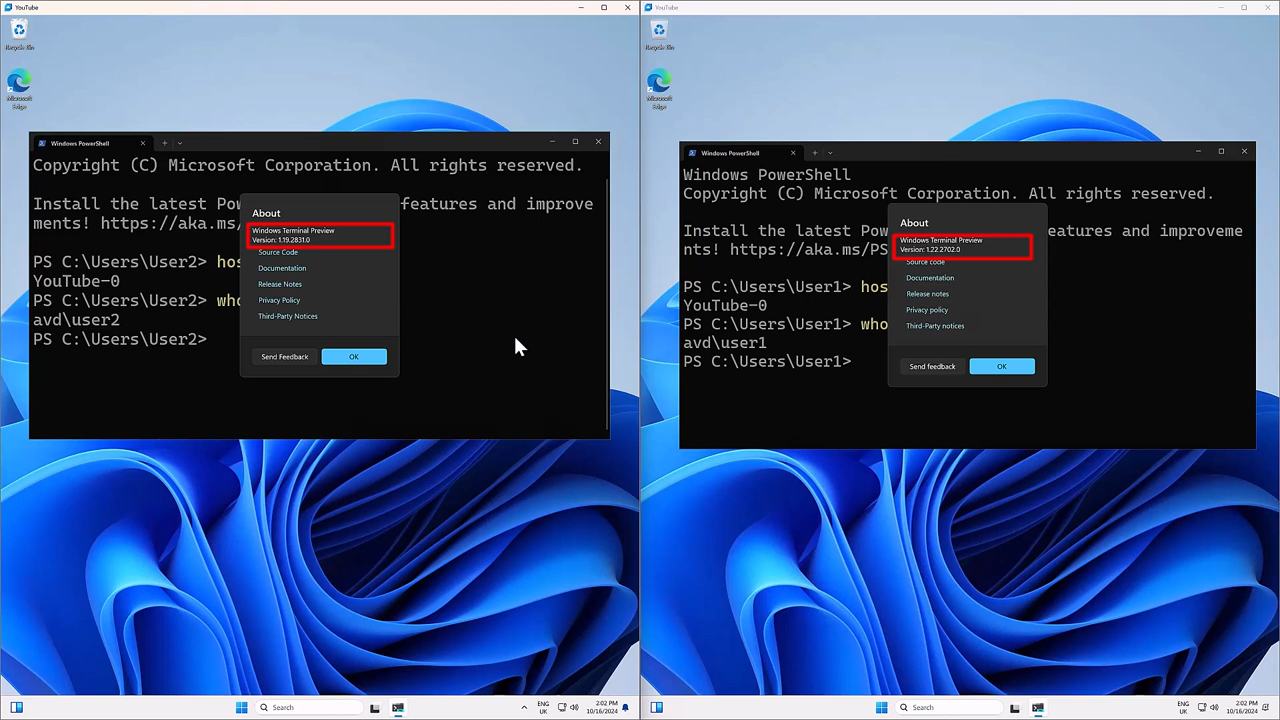 YouTube
Recycle Bin
Microsoft
Edge
Windows PowerShell
Copyright (C) Microsoft Corporation. All rights reserved.
Install the latest Pow
features and improve
ments! https://aka.ms/
PS C:\Users\User2> hos
YouTube-0
PS C:\Users\User2> who
avd\user2
PS C:\Users\User2>
About
Windows Terminal Preview
Version: 1.19.2831.0
Source Code
Documentation
Release Notes
Privacy Policy
Third-Party Notices
Send Feedback
OK
Search
ENG
UK
2:02 PM
10/16/2024
YouTube
Recycle Bin
Microsoft
Edge
Windows PowerShell
Windows PowerShell
Copyright (C) Microsoft Corporation. All rights reserved.
Install the latest Pow
features and improveme
nts! https://aka.ms/PS
PS C:\Users\User1> hos
YouTube-0
PS C:\Users\User1> who
avd\user1
PS C:\Users\User1>
About
Windows Terminal Preview
Version: 1.22.2702.0
Source code
Documentation
Release notes
Privacy policy
Third-Party notices
Send feedback
OK
Search
ENG
UK
2:02 PM
10/16/2024